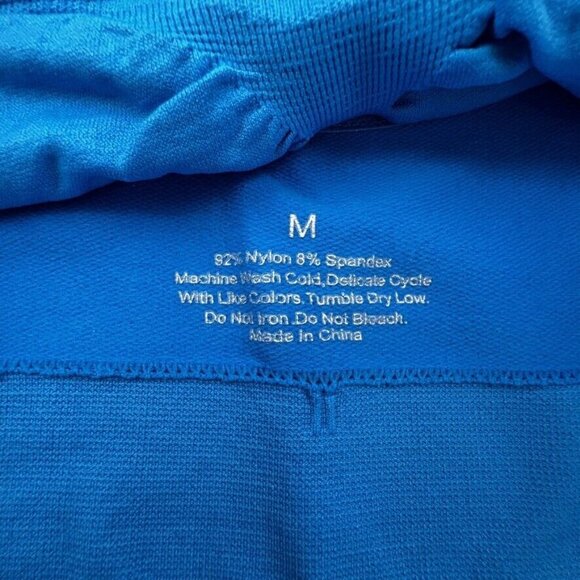 M
92% Nylon 8% Spandex
Machine Wash Cold,Delicate Cycle
With Like Colors.Tumble Dry Low.
Do Not Iron.Do Not Bleach.
Made in China